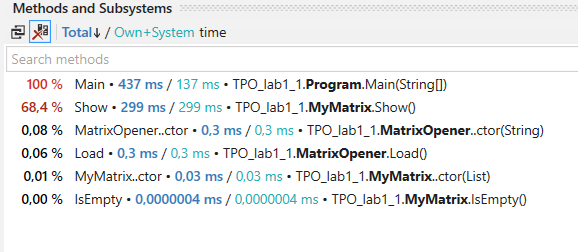 Methods and Subsystems
Total↓ / Own+System time
Search methods
100 % Main • 437 ms / 137 ms • TPO_lab1_1.Program.Main(String[])
68,4 % Show • 299 ms / 299 ms • TPO_lab1_1.MyMatrix.Show()
0,08 % MatrixOpener..ctor • 0,3 ms / 0,3 ms • TPO_lab1_1.MatrixOpener..ctor(String)
0,06 % Load • 0,3 ms / 0,3 ms • TPO_lab1_1.MatrixOpener.Load()
0,01 % MyMatrix..ctor • 0,03 ms / 0,03 ms • TPO_lab1_1.MyMatrix..ctor(List)
0,00 % IsEmpty • 0,0000004 ms / 0,0000004 ms • TPO_lab1_1.MyMatrix.IsEmpty()